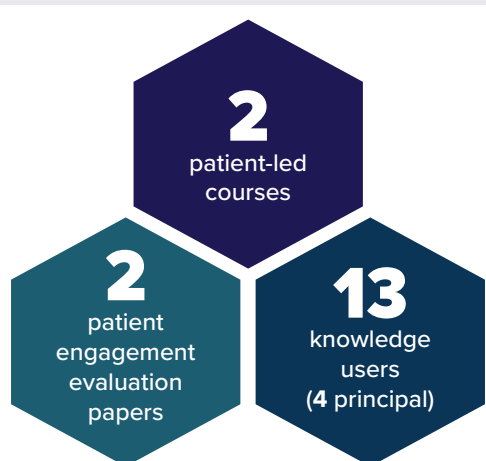 2
patient-led
courses
2
patient
engagement
evaluation
papers
13
knowledge
users
(4 principal)